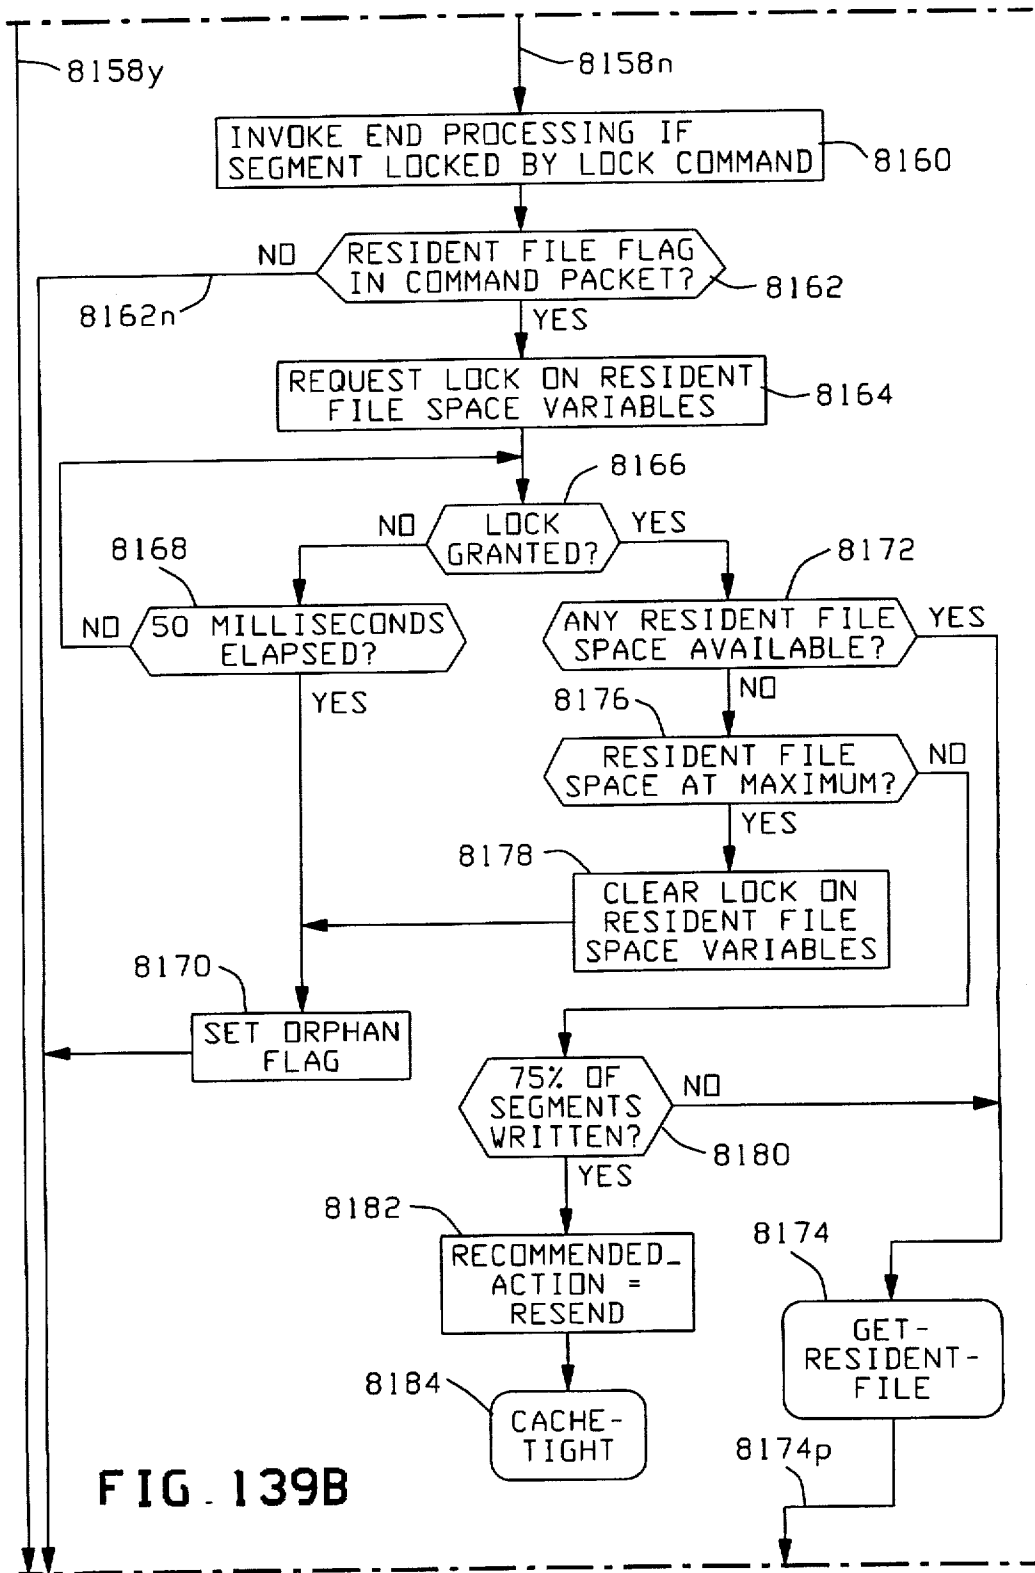 8158y
8158n
INVOKE END PROCESSING IF
SEGMENT LOCKED BY LOCK COMMAND
8160
NO
RESIDENT FILE FLAG
IN COMMAND PACKET?
8162
8162n
YES
REQUEST LOCK ON RESIDENT
FILE SPACE VARIABLES
8164
8166
NO
LOCK
GRANTED?
YES
8168
8172
NO
50 MILLISECONDS
ELAPSED?
ANY RESIDENT FILE
SPACE AVAILABLE?
YES
YES
NO
8176
RESIDENT FILE
SPACE AT MAXIMUM?
NO
YES
8178
CLEAR LOCK ON
RESIDENT FILE
SPACE VARIABLES
8170
SET ORPHAN
FLAG
75% OF
SEGMENTS
WRITTEN?
NO
8180
YES
8182
RECOMMENDED_
ACTION =
RESEND
8174
GET-
RESIDENT-
FILE
8184
CACHE-
TIGHT
8174p
FIG. 139B